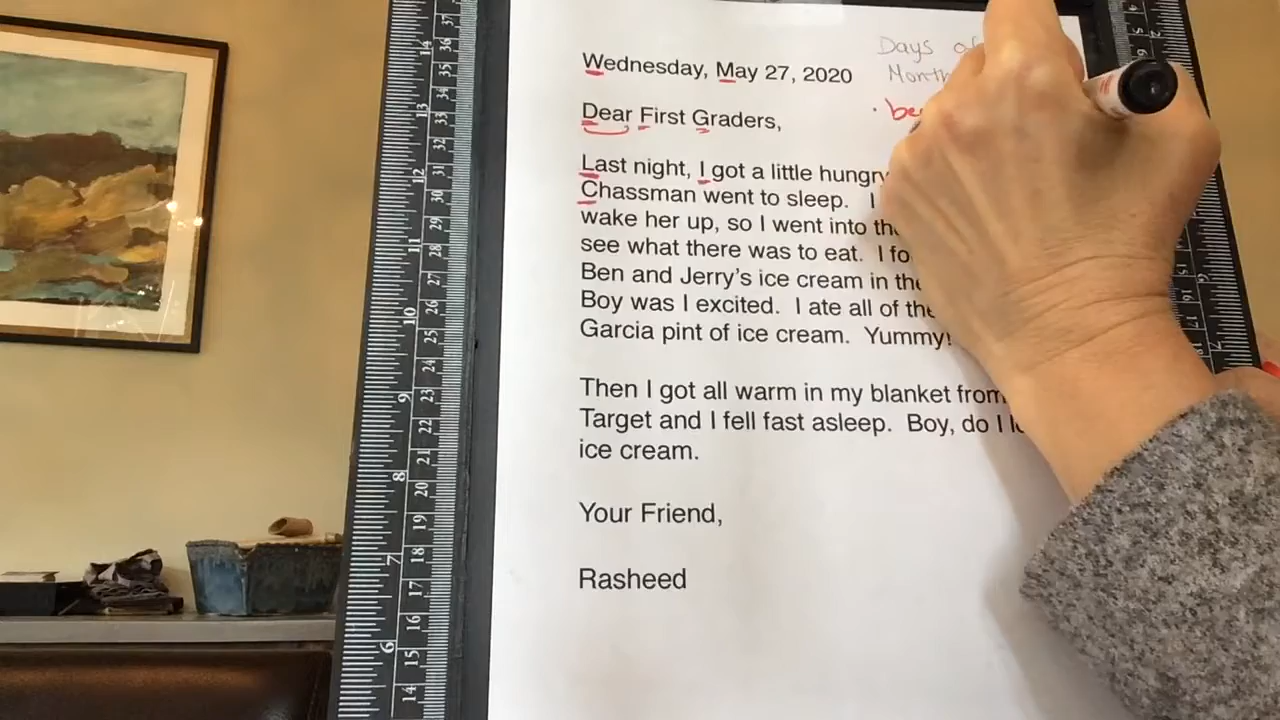 Days of
Wednesday, May 27, 2020
Dear First Graders,
Last night, I got a little hungry
Chassman went to sleep. I
wake her up, so I went into
see what there was to eat. I
Ben and Jerry's ice cream in the
Boy was I excited. I ate all of the
Garcia pint of ice cream. Yummy!
Then I got all warm in my blanket from
Target and I fell fast asleep. Boy, do I
ice cream.
Your Friend,
Rasheed